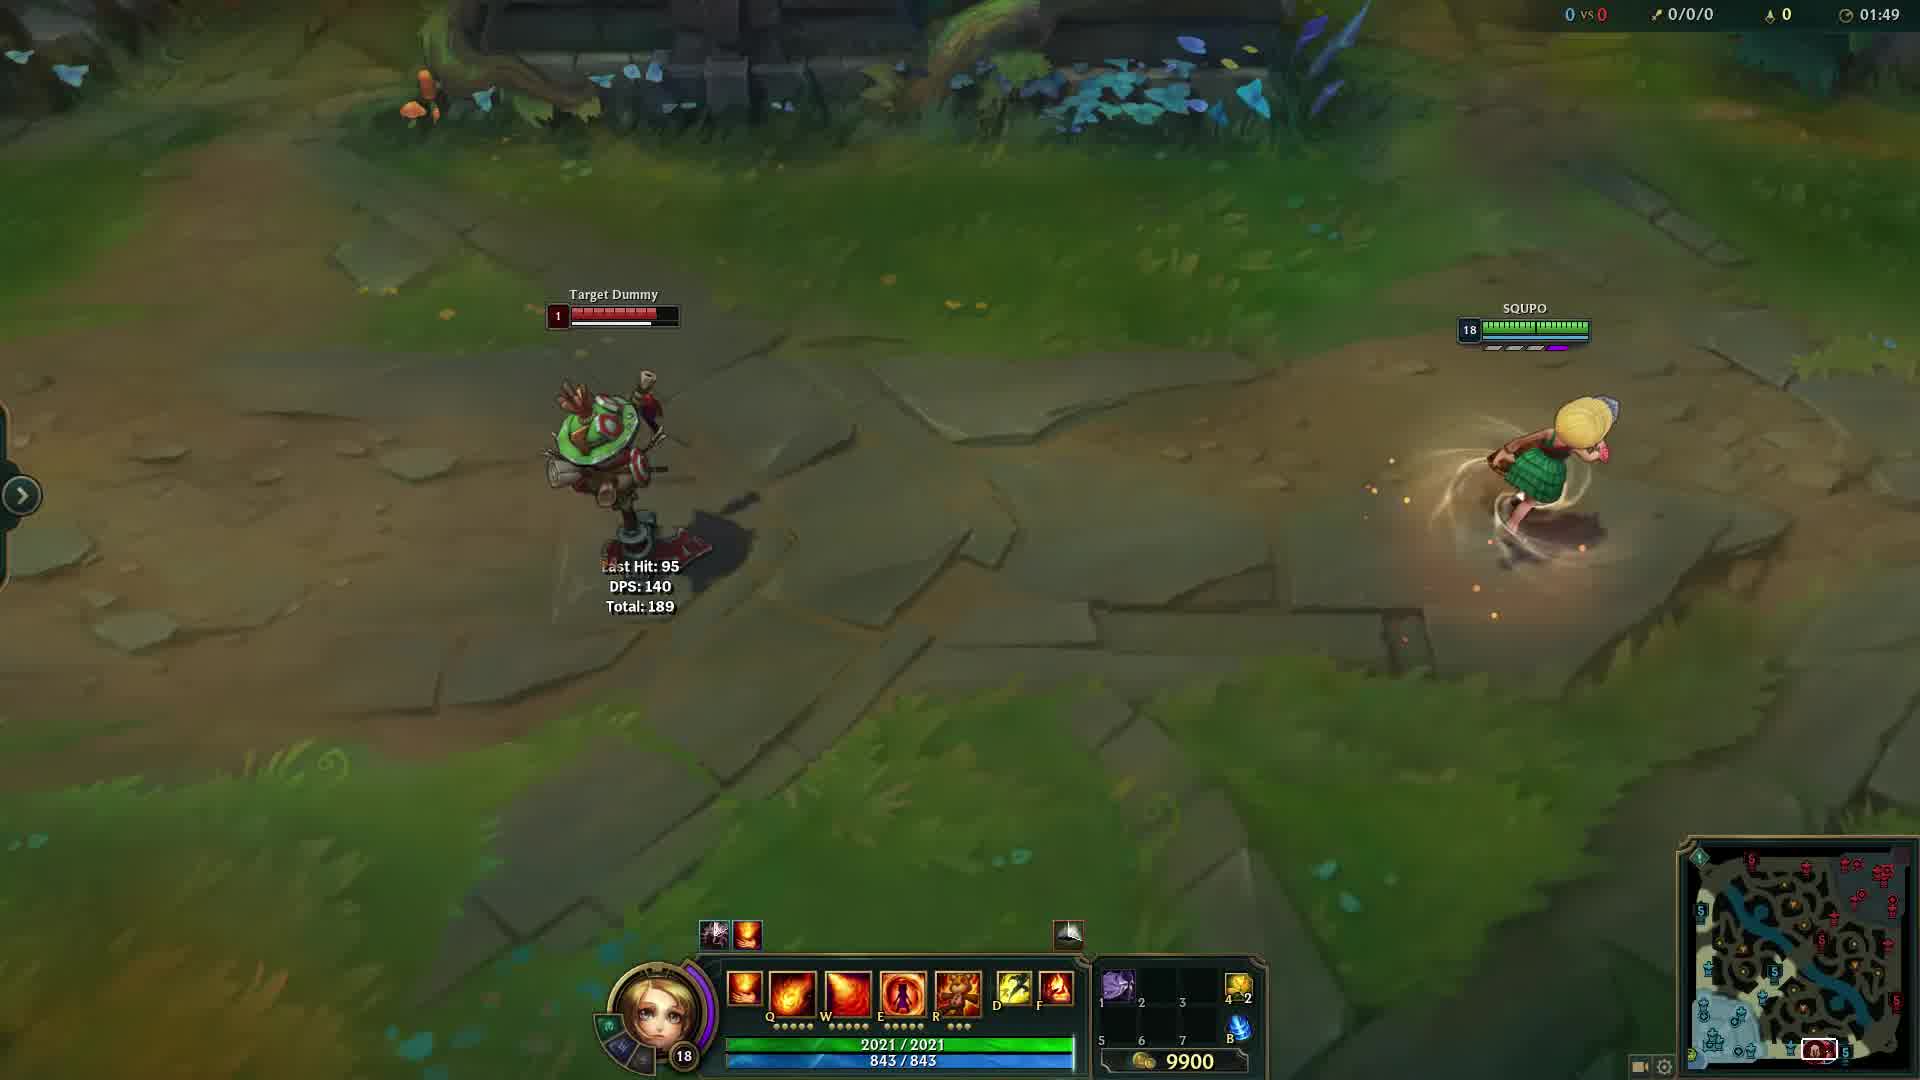 0 vs 0 0/0/0 0 01:49
Target Dummy
1
SQUPO
18
Last Hit: 95
DPS: 140
Total: 189
Q W E R D F
1 2 3 4 2
5 6 7 B
18
2021 / 2021
843 / 843
9900